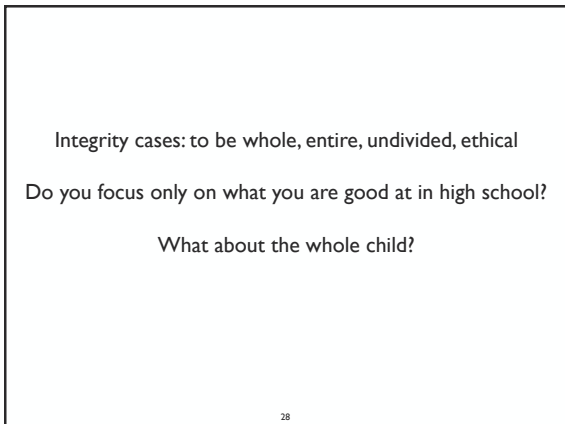 Integrity cases: to be whole, entire, undivided, ethical
Do you focus only on what you are good at in high school?
What about the whole child?
28